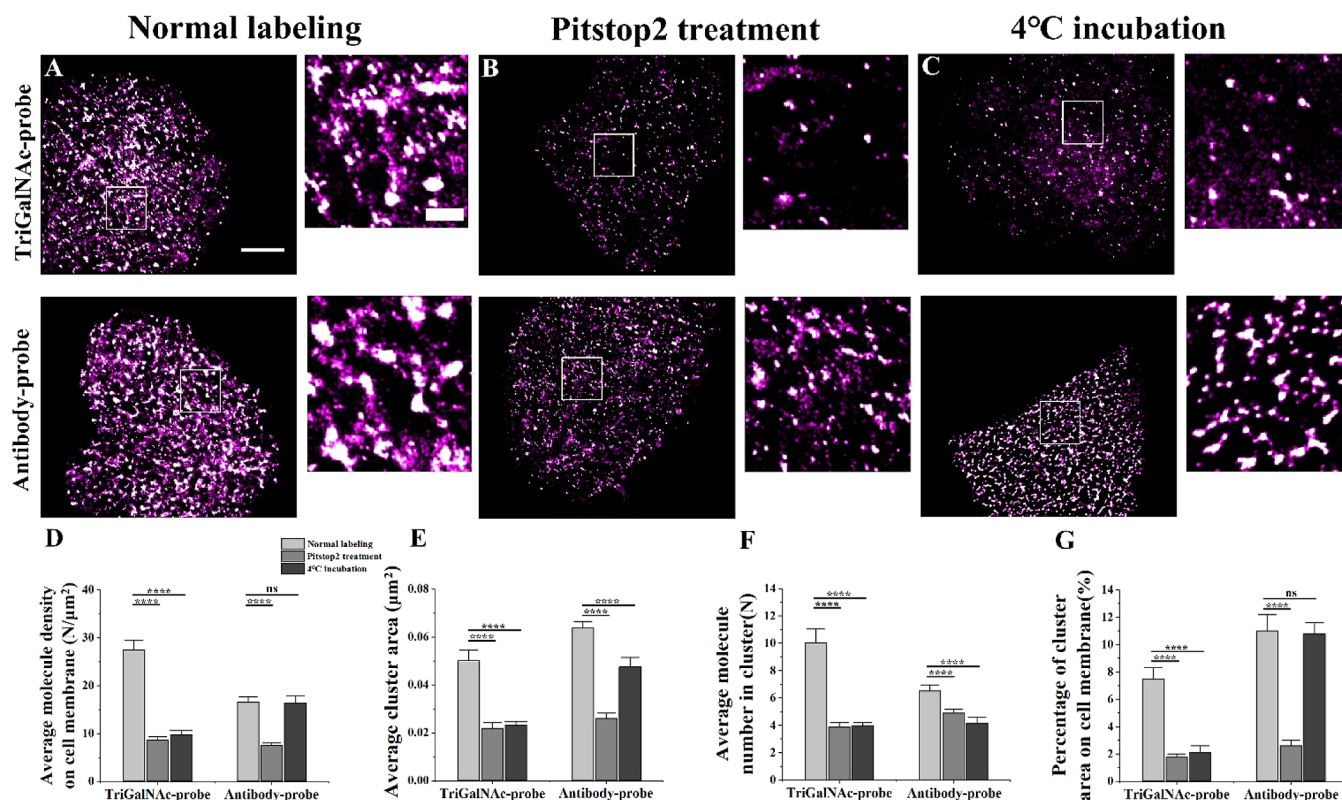 Normal labeling
Pitstop2 treatment
4℃ incubation
TriGalNAc-probe
A
B
C
Antibody-probe
D
Normal labeling
Pitstop2 treatment
4℃ incubation
Average molecule density
on cell membrane (N/μm²)
40
30
20
10
0
****
****
ns
****
TriGalNAc-probe
Antibody-probe
E
Average cluster area (μm²)
0.08
0.06
0.04
0.02
0.00
****
****
****
****
TriGalNAc-probe
Antibody-probe
F
Average molecule
number in cluster(N)
14
12
10
8
6
4
2
0
****
****
****
****
TriGalNAc-probe
Antibody-probe
G
Percentage of cluster
area on cell membrane(%)
14
12
10
8
6
4
2
0
****
****
ns
****
TriGalNAc-probe
Antibody-probe